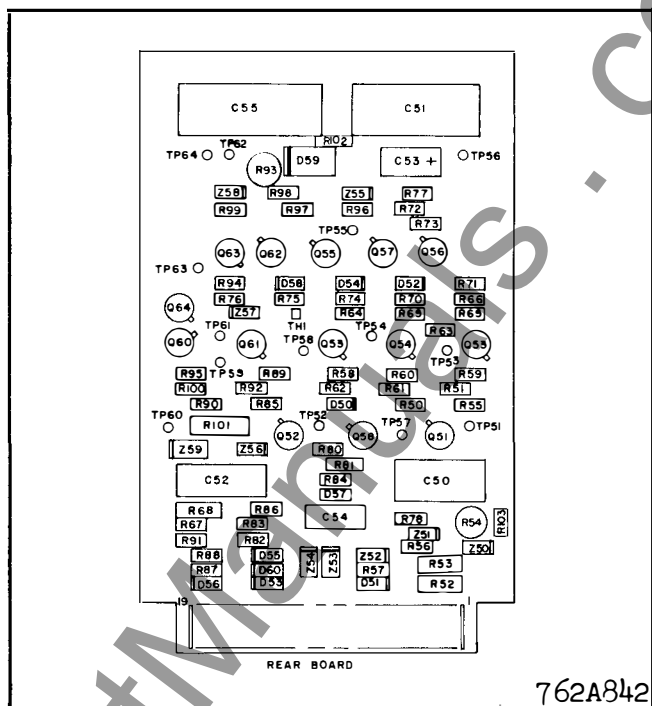 C55 C51
R102
TP64 TP62 R93 D59 C53 + TP56
Z58 R98 Z55 R77
R99 R97 R96 R72
R73
TP55
Q63 Q62 Q55 Q57 Q56
TP63
R94 D58 D54 D52 R71
R76 R75 R74 R70 R66
Q64 Z57 TH1 R64 R69 R65
TP61 TP54 R63
Q60 Q61 TP58 Q59 Q54 TP53 Q53
TP59
R95 R89 R58 R60 R59
R100 R92 R62 R61 R51
R90 R85 D50 R50 R55
TP60 R101 TP52 TP57 TP51
Q52 Q58 Q51
Z59 Z56 R80
R81
C52 R84 C50
D57
R68 R86 C54 R78 R54 R103
R67 R83 Z51
R91 R82 R56 Z50
R88 D55 Z54 Z53 Z52 R53
R87 D60 R57
D56 D53 D51 R52
19 1
REAR BOARD
762A842
tManuals.co